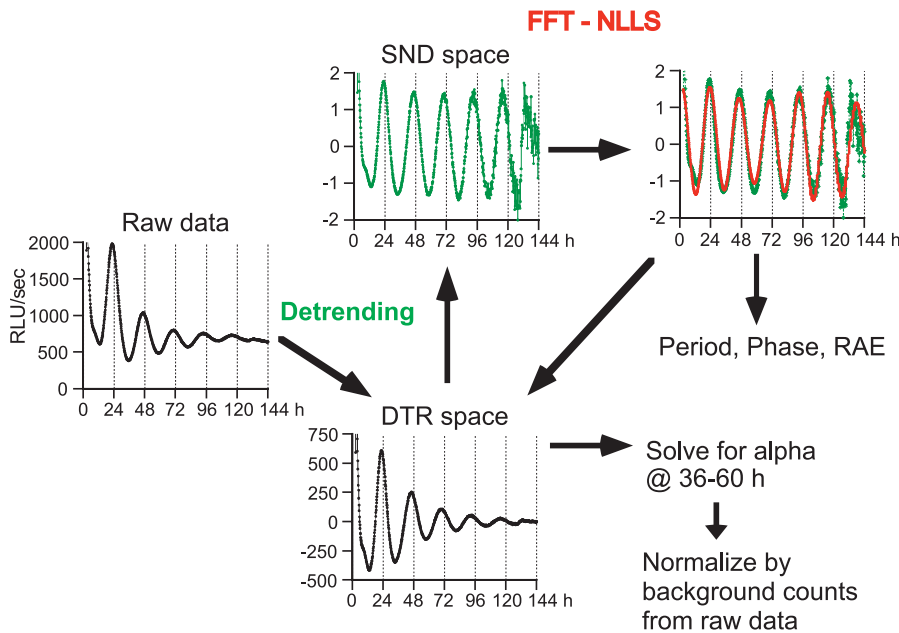 FFT - NLLS
SND space
2
1
0
-1
-2
0 24 48 72 96 120 144 h
2
1
0
-1
-2
0 24 48 72 96 120 144 h
Raw data
2000
1500
1000
500
0
RLU/sec
0 24 48 72 96 120 144 h
Detrending
Period, Phase, RAE
DTR space
750
500
250
0
-250
-500
0 24 48 72 96 120 144 h
Solve for alpha
@ 36-60 h
Normalize by
background counts
from raw data